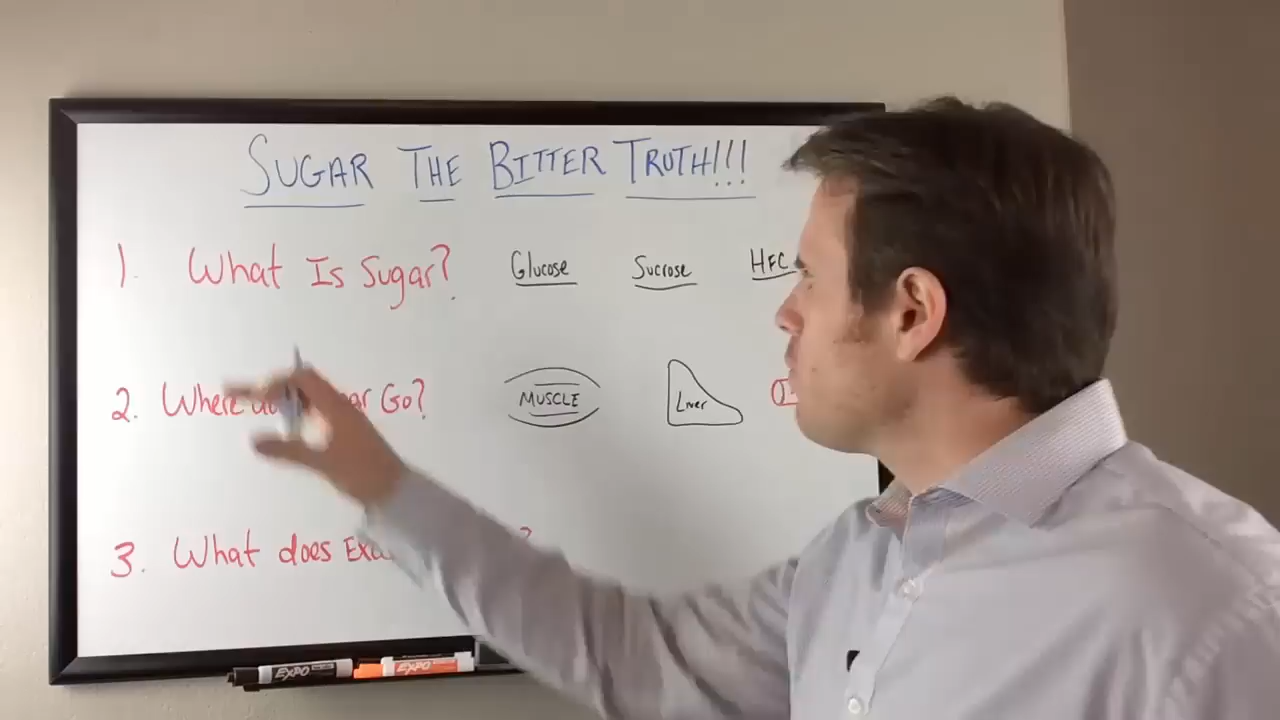 SUGAR THE BITTER TRUTH!!!
1. What Is Sugar? Glucose Sucrose HFC
2. Where Go? MUSCLE Liver
3. What does ?
EXPO EXPO